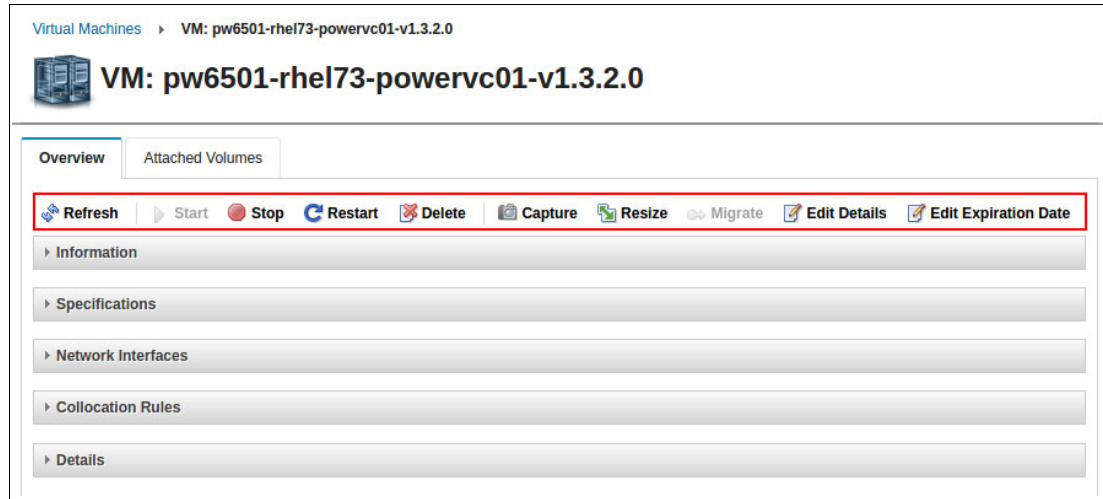 Virtual Machines VM: pw6501-rhel73-powervc01-v1.3.2.0
VM: pw6501-rhel73-powervc01-v1.3.2.0
Overview Attached Volumes
Refresh Start Stop Restart Delete Capture Resize Migrate Edit Details Edit Expiration Date
Information
Specifications
Network Interfaces
Collocation Rules
Details